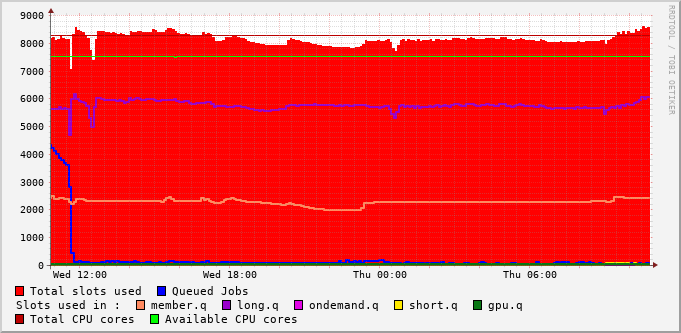 RRDTOOL / TOBI OETIKER
9000
8000
7000
6000
5000
4000
3000
2000
1000
0
Wed 12:00 Wed 18:00 Thu 00:00 Thu 06:00
Total slots used Queued Jobs
Slots used in : member.q long.q ondemand.q short.q gpu.q
Total CPU cores Available CPU cores